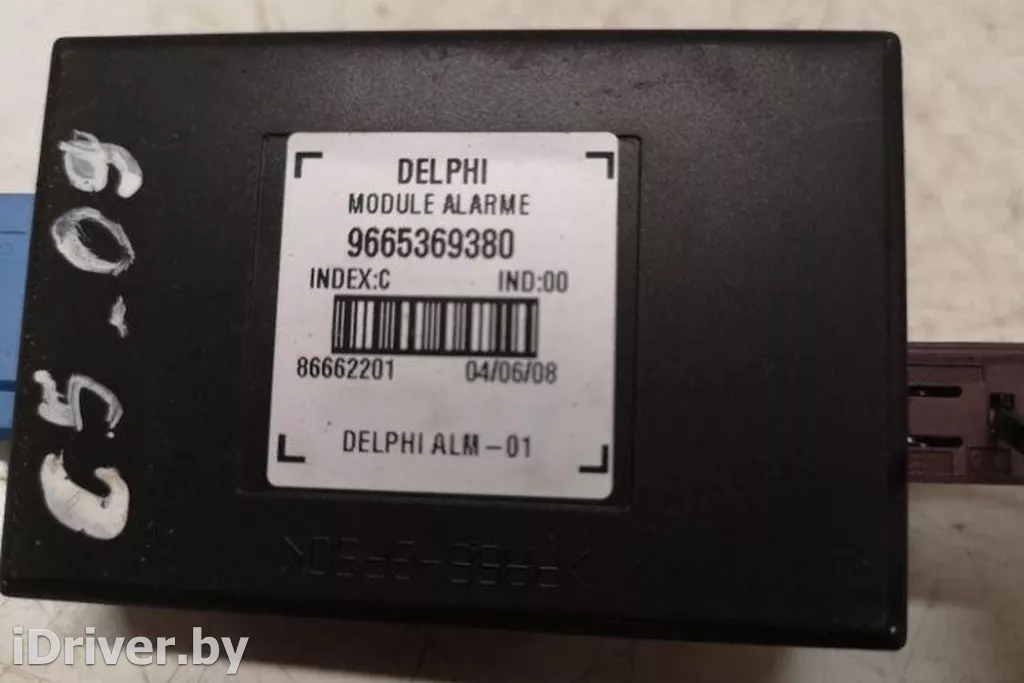 DELPHI
MODULE ALARME
9665369380
INDEX:C IND:00
86662201 04/06/08
DELPHI ALM-01
C5-09
iDriver.by